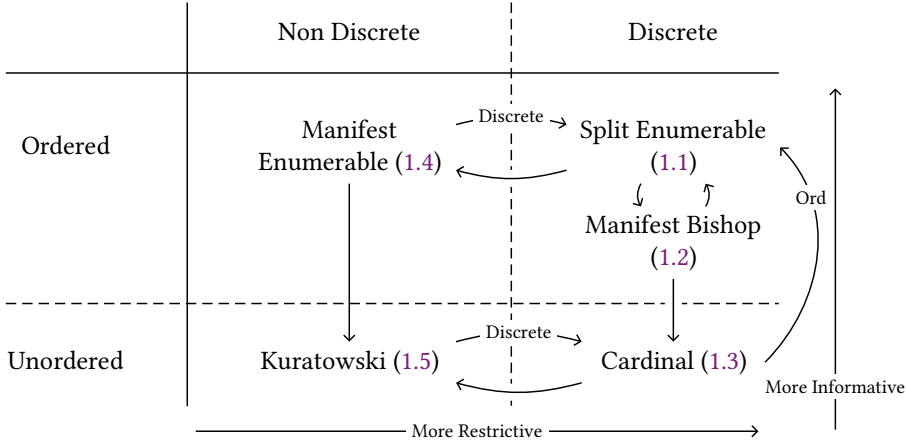 Non Discrete
Discrete
Ordered
Manifest
Enumerable (1.4)
Discrete
Split Enumerable
(1.1)
Ord
Manifest Bishop
(1.2)
Unordered
Kuratowski (1.5)
Discrete
Cardinal (1.3)
More Informative
More Restrictive